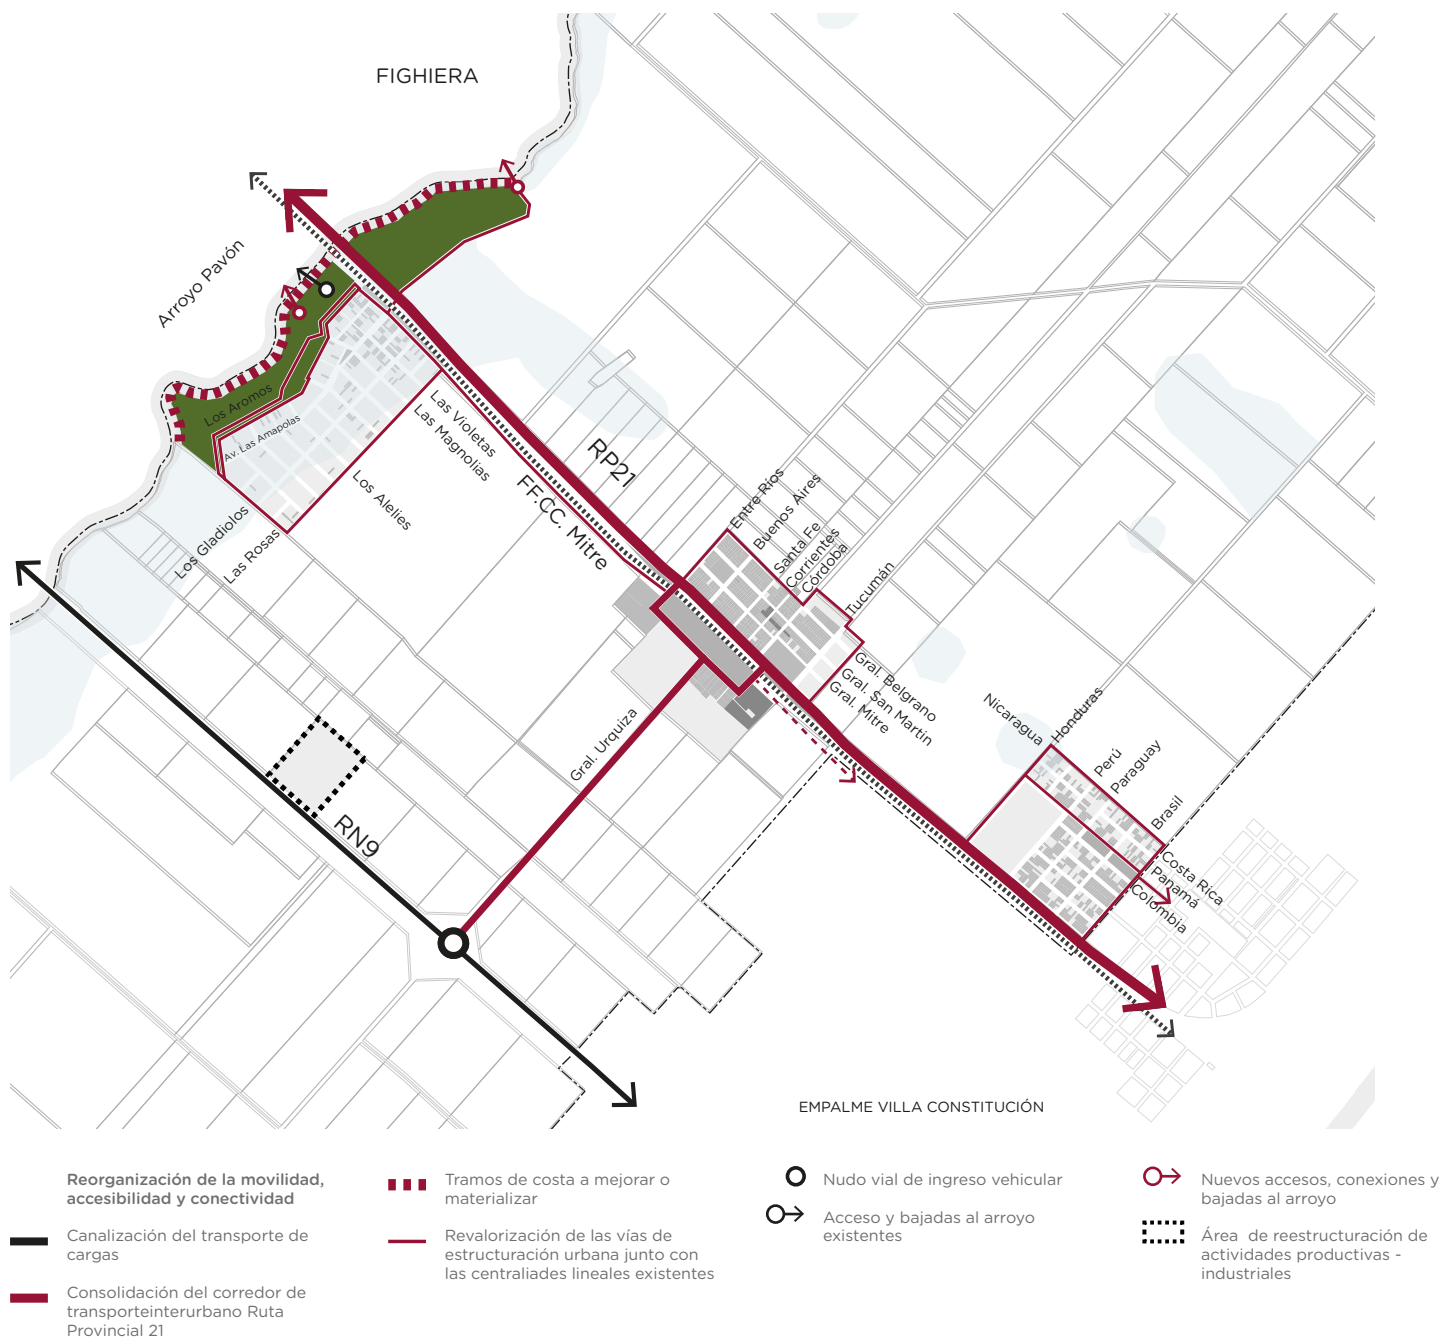 FIGHIERA
Arroyo Pavón
Los Aromos
Av. Las Amapolas
Las Violetas
Las Magnolias
Los Alelies
Los Gladiolos
Las Rosas
RP21
FF.CC. Mitre
Entre Ríos
Buenos Aires
Santa Fe
Corrientes
Córdoba
Tucumán
Gral. Belgrano
Gral. San Martin
Gral. Mitre
Gral. Urquiza
RN9
Nicaragua
Honduras
Perú
Paraguay
Brasil
Costa Rica
Panamá
Colombia
EMPALME VILLA CONSTITUCIÓN
Reorganización de la movilidad,
accesibilidad y conectividad
Canalización del transporte de
cargas
Consolidación del corredor de
transporteinterurbano Ruta
Provincial 21
Tramos de costa a mejorar o
materializar
Revalorización de las vías de
estructuración urbana junto con
las centraliades lineales existentes
Nudo vial de ingreso vehicular
Acceso y bajadas al arroyo
existentes
Nuevos accesos, conexiones y
bajadas al arroyo
Área de reestructuración de
actividades productivas -
industriales